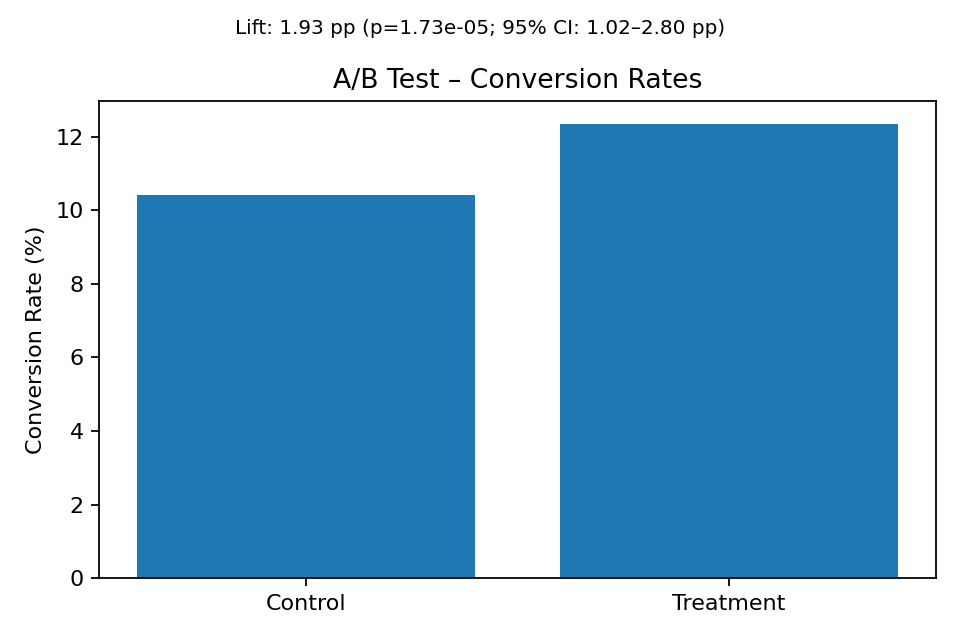 Lift: 1.93 pp (p=1.73e-05; 95% CI: 1.02–2.80 pp)
A/B Test – Conversion Rates
Conversion Rate (%)
12
10
8
6
4
2
0
Control
Treatment